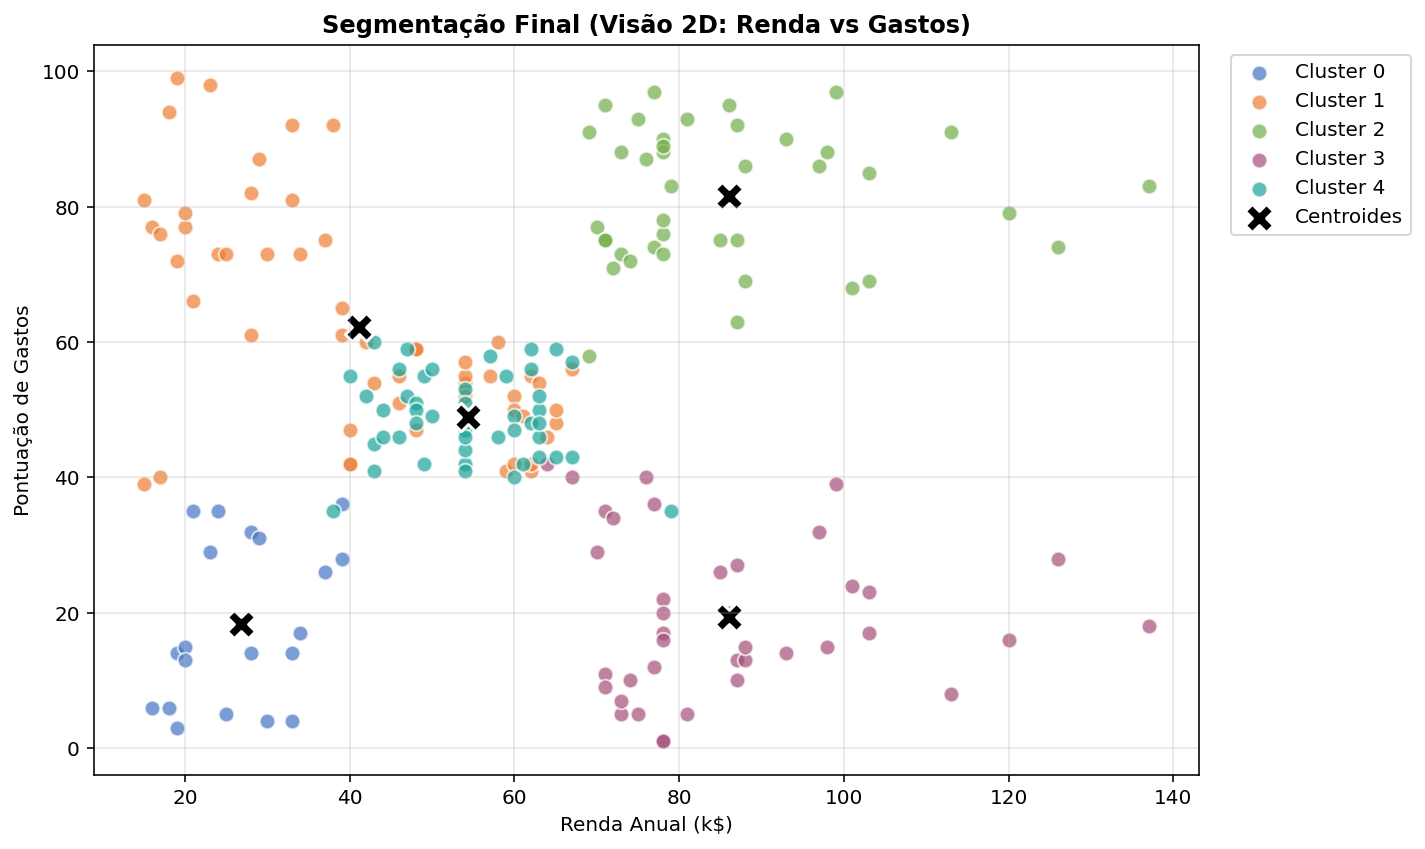 Segmentação Final (Visão 2D: Renda vs Gastos)
Pontuação de Gastos
100
80
60
40
20
0
20
40
60
80
100
120
140
Renda Anual (k$)
Cluster 0
Cluster 1
Cluster 2
Cluster 3
Cluster 4
Centroides